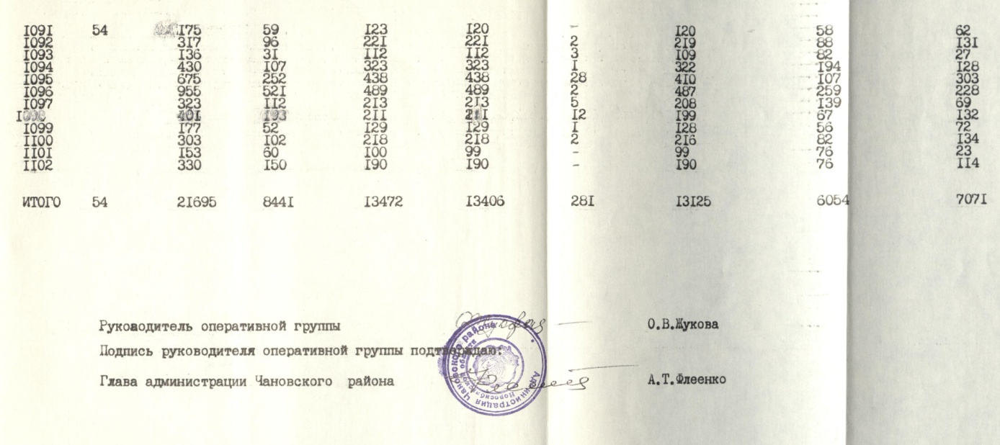 I09I 54 I75 59 I23 I20 - I20 58 62
I092 3I7 96 22I 22I 2 2I9 88 I3I
I093 I36 3I II2 II2 3 I09 82 27
I094 430 I07 323 323 I 322 I94 I28
I095 675 252 438 438 28 4I0 I07 303
I096 955 52I 489 489 2 487 259 228
I097 323 II2 2I3 2I3 5 208 I39 69
I098 40I I93 2II 2II I2 I99 67 I32
I099 I77 52 I29 I29 I I28 56 72
II00 303 I02 2I8 2I8 2 2I6 82 I34
II0I I53 60 I00 99 - 99 76 23
II02 330 I50 I90 I90 - I90 76 II4
ИТОГО 54 2I695 844I I3472 I3406 28I I3I25 6054 707I
Руководитель оперативной группы О.В.Жукова
Подпись руководителя оперативной группы подтверждаю:
Глава администрации Чановского района А.Т.Флеенко
Администрация Чановского района
Новосибирской области